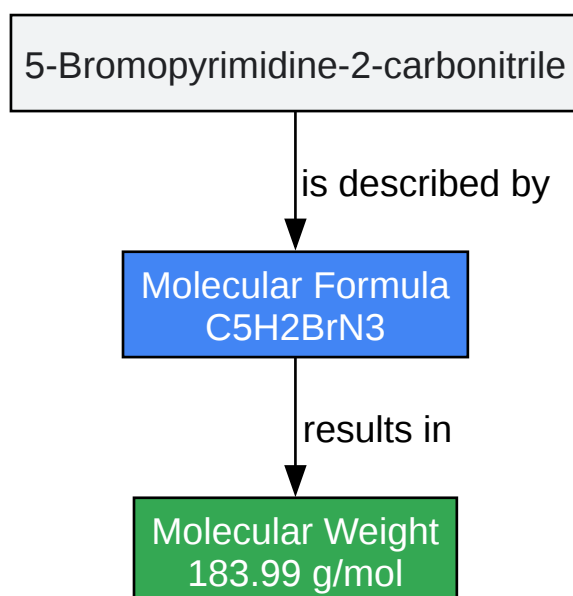 5-Bromopyrimidine-2-carbonitrile
is described by
Molecular Formula
C5H2BrN3
results in
Molecular Weight
183.99 g/mol